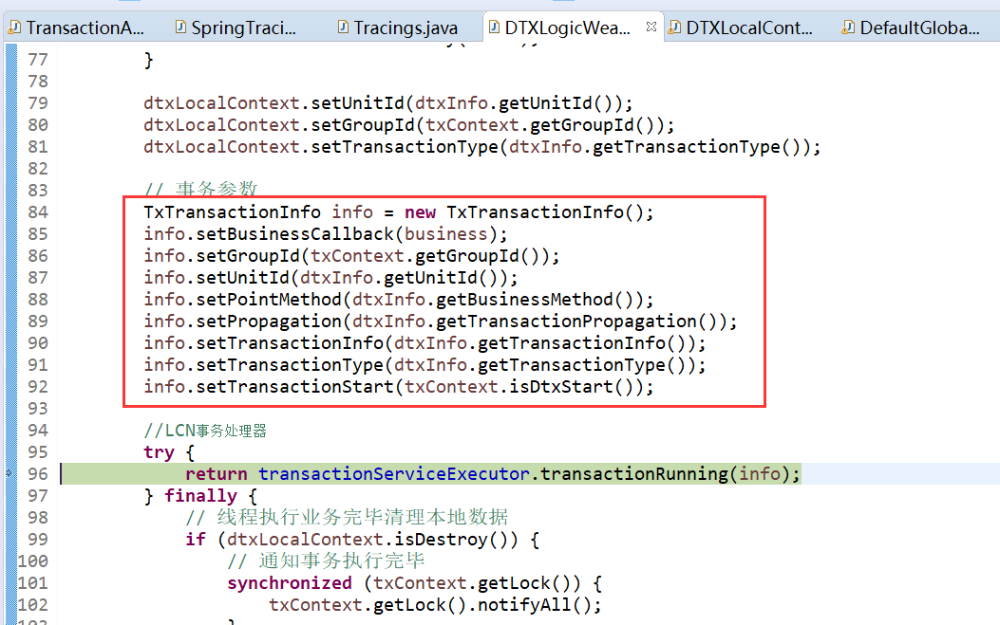 TransactionA... SpringTraci... Tracings.java DTXLogicWea... DTXLocalCont... DefaultGloba...
77 }
78
79 dtxLocalContext.setUnitId(dtxInfo.getUnitId());
80 dtxLocalContext.setGroupId(txContext.getGroupId());
81 dtxLocalContext.setTransactionType(dtxInfo.getTransactionType());
82
83 // 事务参数
84 TxTransactionInfo info = new TxTransactionInfo();
85 info.setBusinessCallback(business);
86 info.setGroupId(txContext.getGroupId());
87 info.setUnitId(dtxInfo.getUnitId());
88 info.setPointMethod(dtxInfo.getBusinessMethod());
89 info.setPropagation(dtxInfo.getTransactionPropagation());
90 info.setTransactionInfo(dtxInfo.getTransactionInfo());
91 info.setTransactionType(dtxInfo.getTransactionType());
92 info.setTransactionStart(txContext.isDtxStart());
93
94 //LCN事务处理器
95 try {
96 return transactionServiceExecutor.transactionRunning(info);
97 } finally {
98 // 线程执行业务完毕清理本地数据
99 if (dtxLocalContext.isDestroy()) {
100 // 通知事务执行完毕
101 synchronized (txContext.getLock()) {
102 txContext.getLock().notifyAll();